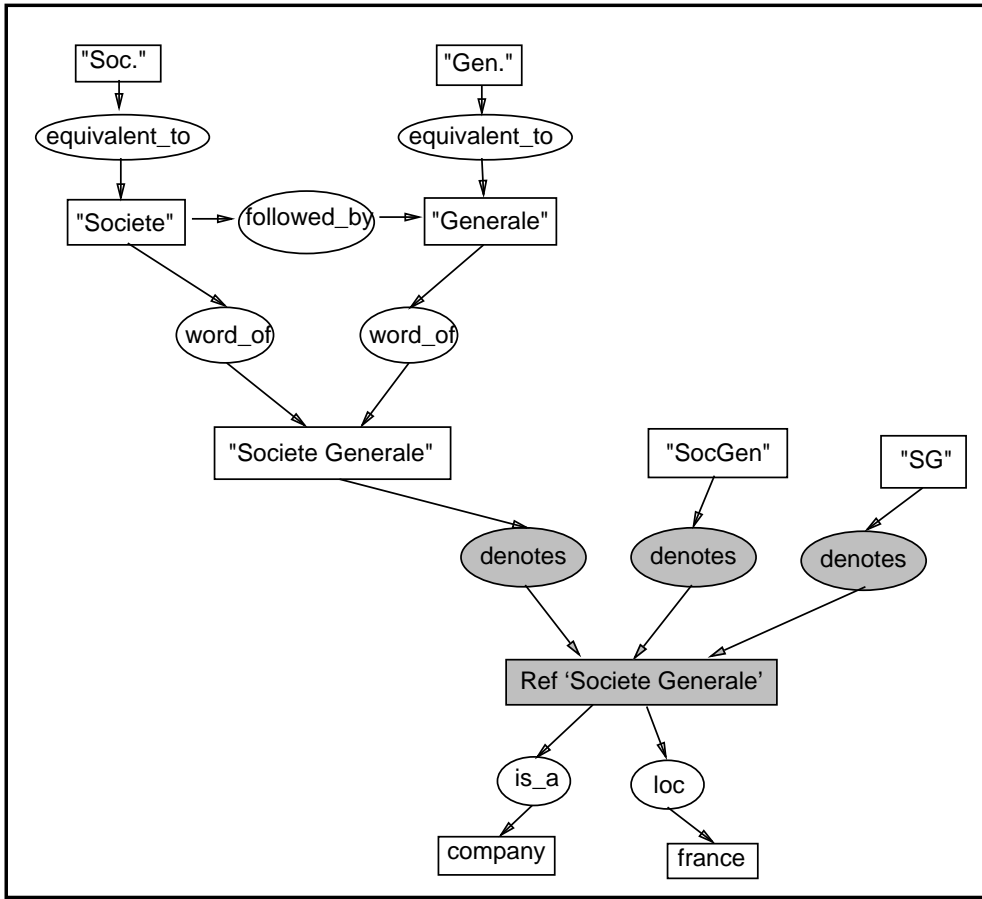 "Soc."
"Gen."
equivalent_to
equivalent_to
"Societe"
followed_by
"Generale"
word_of
word_of
"Societe Generale"
"SocGen"
"SG"
denotes
denotes
denotes
Ref ‘Societe Generale’
is_a
loc
company
france